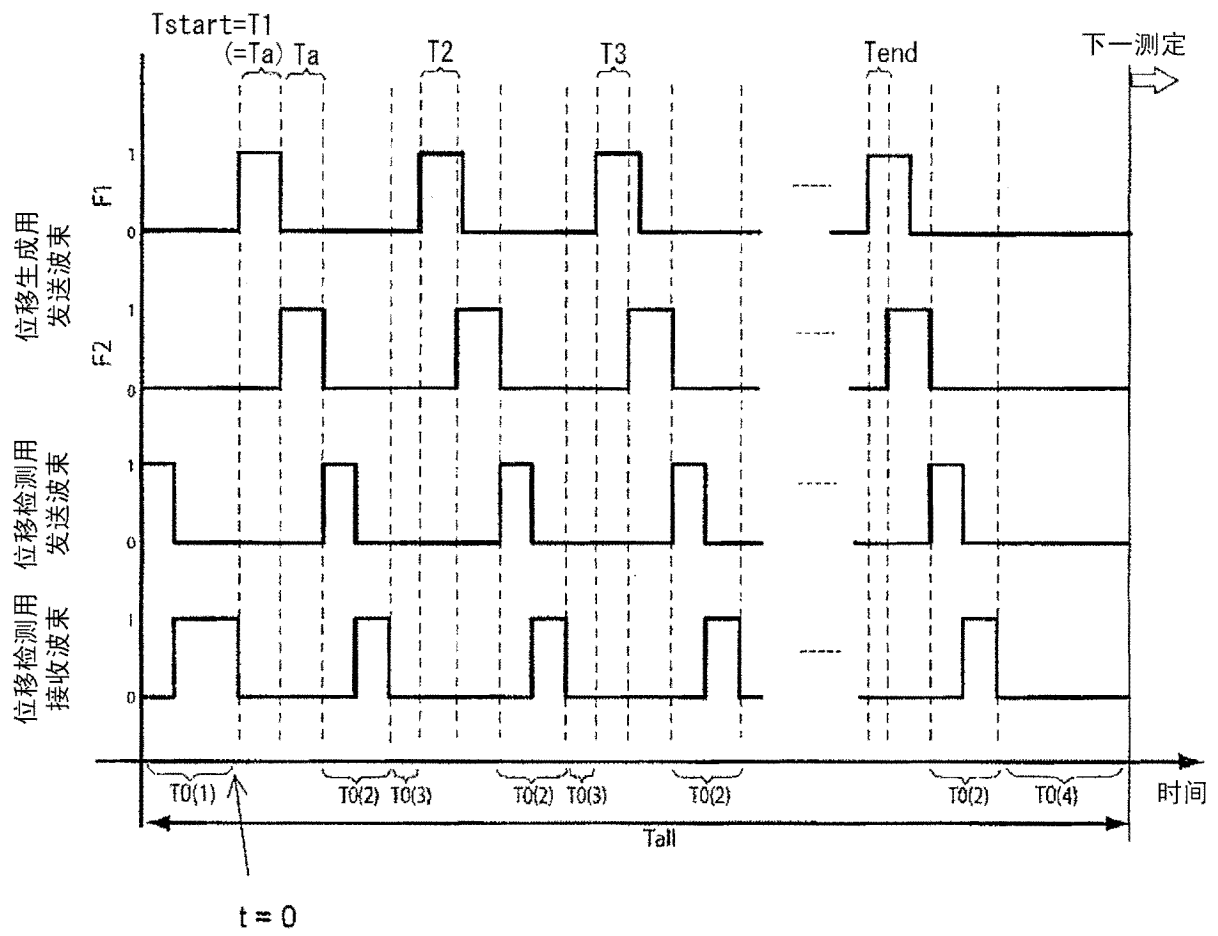 Tstart=T1
(=Ta) Ta T2 T3 Tend 下一测定
位移生成用
发送波束
F1
1
0
F2
1
0
位移检测用
发送波束
1
0
位移检测用
接收波束
1
0
T0(1) T0(2) T0(3) T0(2) T0(3) T0(2) T0(2) T0(4) 时间
Tall
t = 0